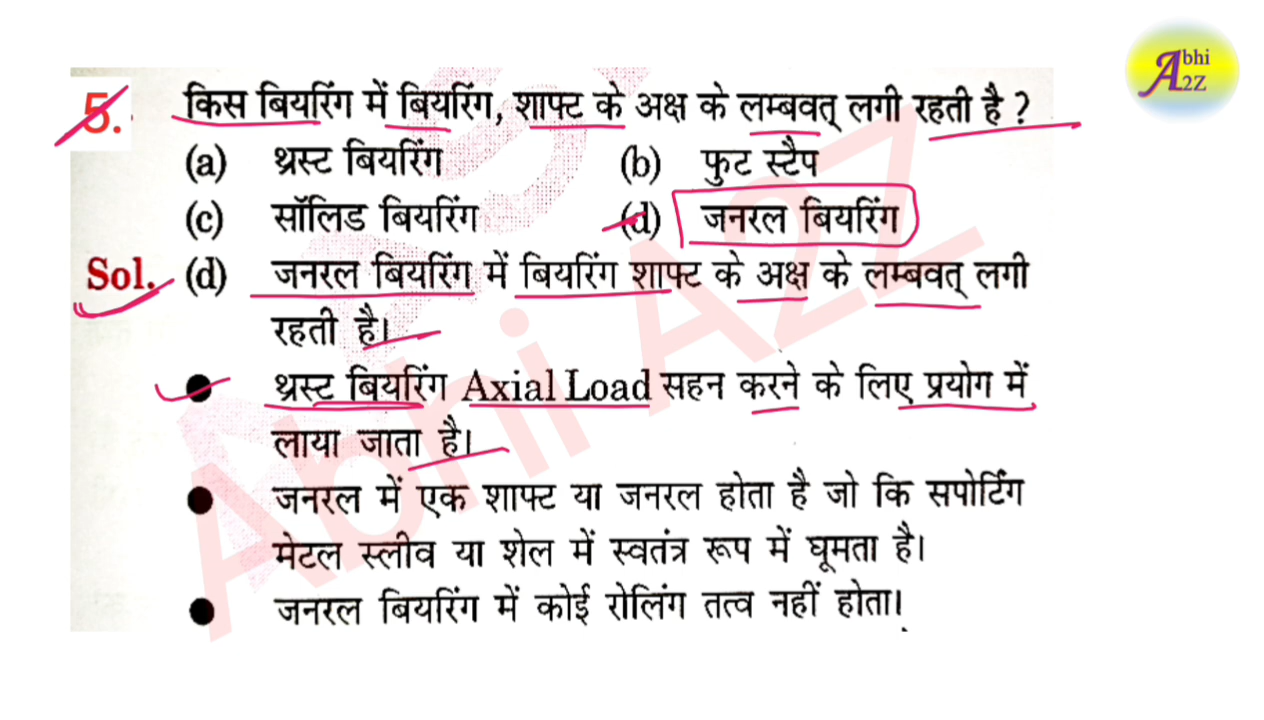 Abhi
A2Z
5. किस बियरिंग में बियरिंग, शाफ्ट के अक्ष के लम्बवत् लगी रहती है ?
(a) थ्रस्ट बियरिंग (b) फुट स्टैप
(c) सॉलिड बियरिंग (d) जनरल बियरिंग
Sol. (d) जनरल बियरिंग में बियरिंग शाफ्ट के अक्ष के लम्बवत् लगी
रहती है।
● थ्रस्ट बियरिंग Axial Load सहन करने के लिए प्रयोग में
लाया जाता है।
● जनरल में एक शाफ्ट या जनरल होता है जो कि सपोर्टिंग
मेटल स्लीव या शेल में स्वतंत्र रूप में घूमता है।
● जनरल बियरिंग में कोई रोलिंग तत्व नहीं होता।
Abhi A2Z